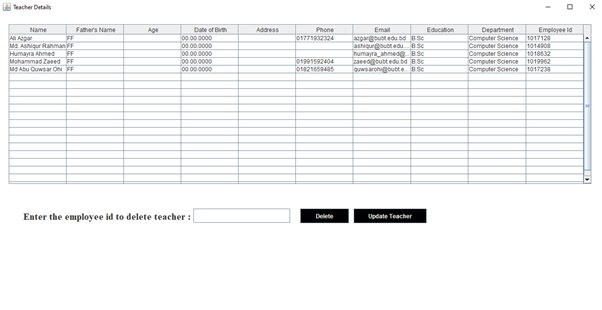 Teacher Details
Name Father's Name Age Date of Birth Address Phone Email Education Department Employee Id
Ali Azgar FF 00.00.0000 01771932324 azgar@bubt.edu.bd B.Sc Computer Science 1017128
Md. Ashiqur Rahman FF 00.00.0000 ashiqur@bubt.edu... B.Sc Computer Science 1014908
Humayra Ahmed FF 00.00.0000 humayra_ahmed@... B.Sc Computer Science 1018632
Mohammad Zaeed FF 00.00.0000 01991592404 zaeed@bubt.edu.bd B.Sc Computer Science 1019962
Md Abu Quwsar Ohi FF 00.00.0000 01821659485 quwsarohi@bubt.e... B.Sc Computer Science 1017238
Enter the employee id to delete teacher : Delete Update Teacher